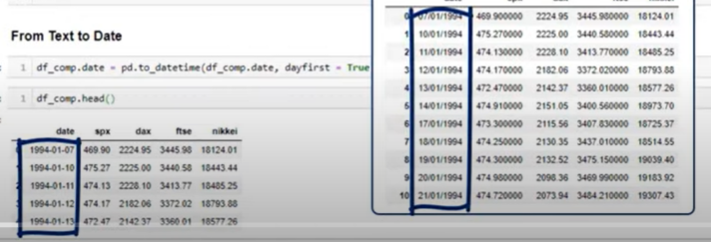 From Text to Date
1 df_comp.date = pd.to_datetime(df_comp.date, dayfirst = True
1 df_comp.head()
date spx dax ftse nikkei
1994-01-07 469.90 2224.95 3445.98 18124.01
1994-01-10 475.27 2225.00 3440.58 18443.44
1994-01-11 474.13 2228.10 3413.77 18485.25
1994-01-12 474.17 2182.06 3372.02 18793.88
1994-01-13 472.47 2142.37 3360.01 18577.26
0 07/01/1994 469.900000 2224.95 3445.980000 18124.01
1 10/01/1994 475.270000 2225.00 3440.580000 18443.44
2 11/01/1994 474.130000 2228.10 3413.770000 18485.25
3 12/01/1994 474.170000 2182.06 3372.020000 18793.88
4 13/01/1994 472.470000 2142.37 3360.010000 18577.26
5 14/01/1994 474.910000 2151.05 3400.560000 18973.70
6 17/01/1994 473.300000 2115.56 3407.830000 18725.37
7 18/01/1994 474.250000 2130.35 3437.010000 18514.55
8 19/01/1994 474.300000 2132.52 3475.150000 19039.40
9 20/01/1994 474.980000 2098.36 3469.990000 19183.92
10 21/01/1994 474.720000 2073.94 3484.210000 19307.43